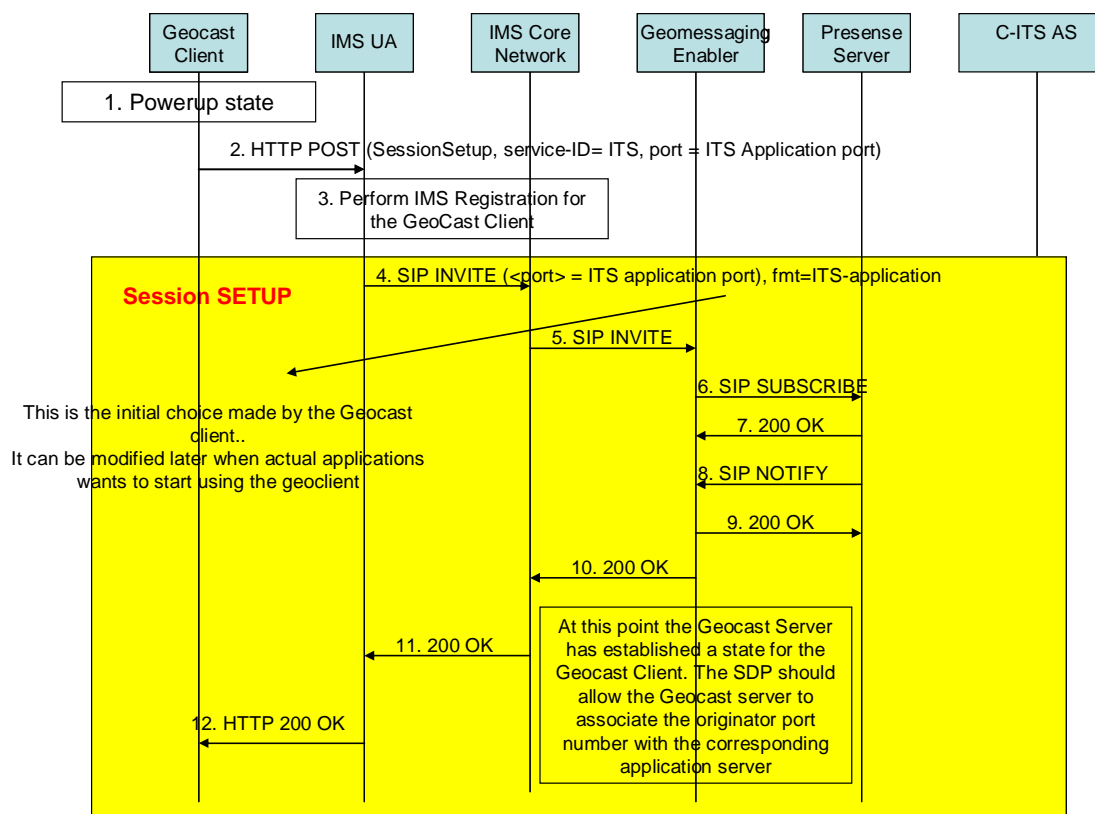 Geocast
Client
IMS UA
IMS Core
Network
Geomessaging
Enabler
Presense
Server
C-ITS AS
1. Powerup state
2. HTTP POST (SessionSetup, service-ID= ITS, port = ITS Application port)
3. Perform IMS Registration for
the GeoCast Client
4. SIP INVITE (<port> = ITS application port), fmt=ITS-application
Session SETUP
5. SIP INVITE
6. SIP SUBSCRIBE
This is the initial choice made by the Geocast
client..
It can be modified later when actual applications
wants to start using the geoclient
7. 200 OK
8. SIP NOTIFY
9. 200 OK
10. 200 OK
11. 200 OK
At this point the Geocast Server
has established a state for the
Geocast Client. The SDP should
allow the Geocast server to
associate the originator port
number with the corresponding
application server
12. HTTP 200 OK